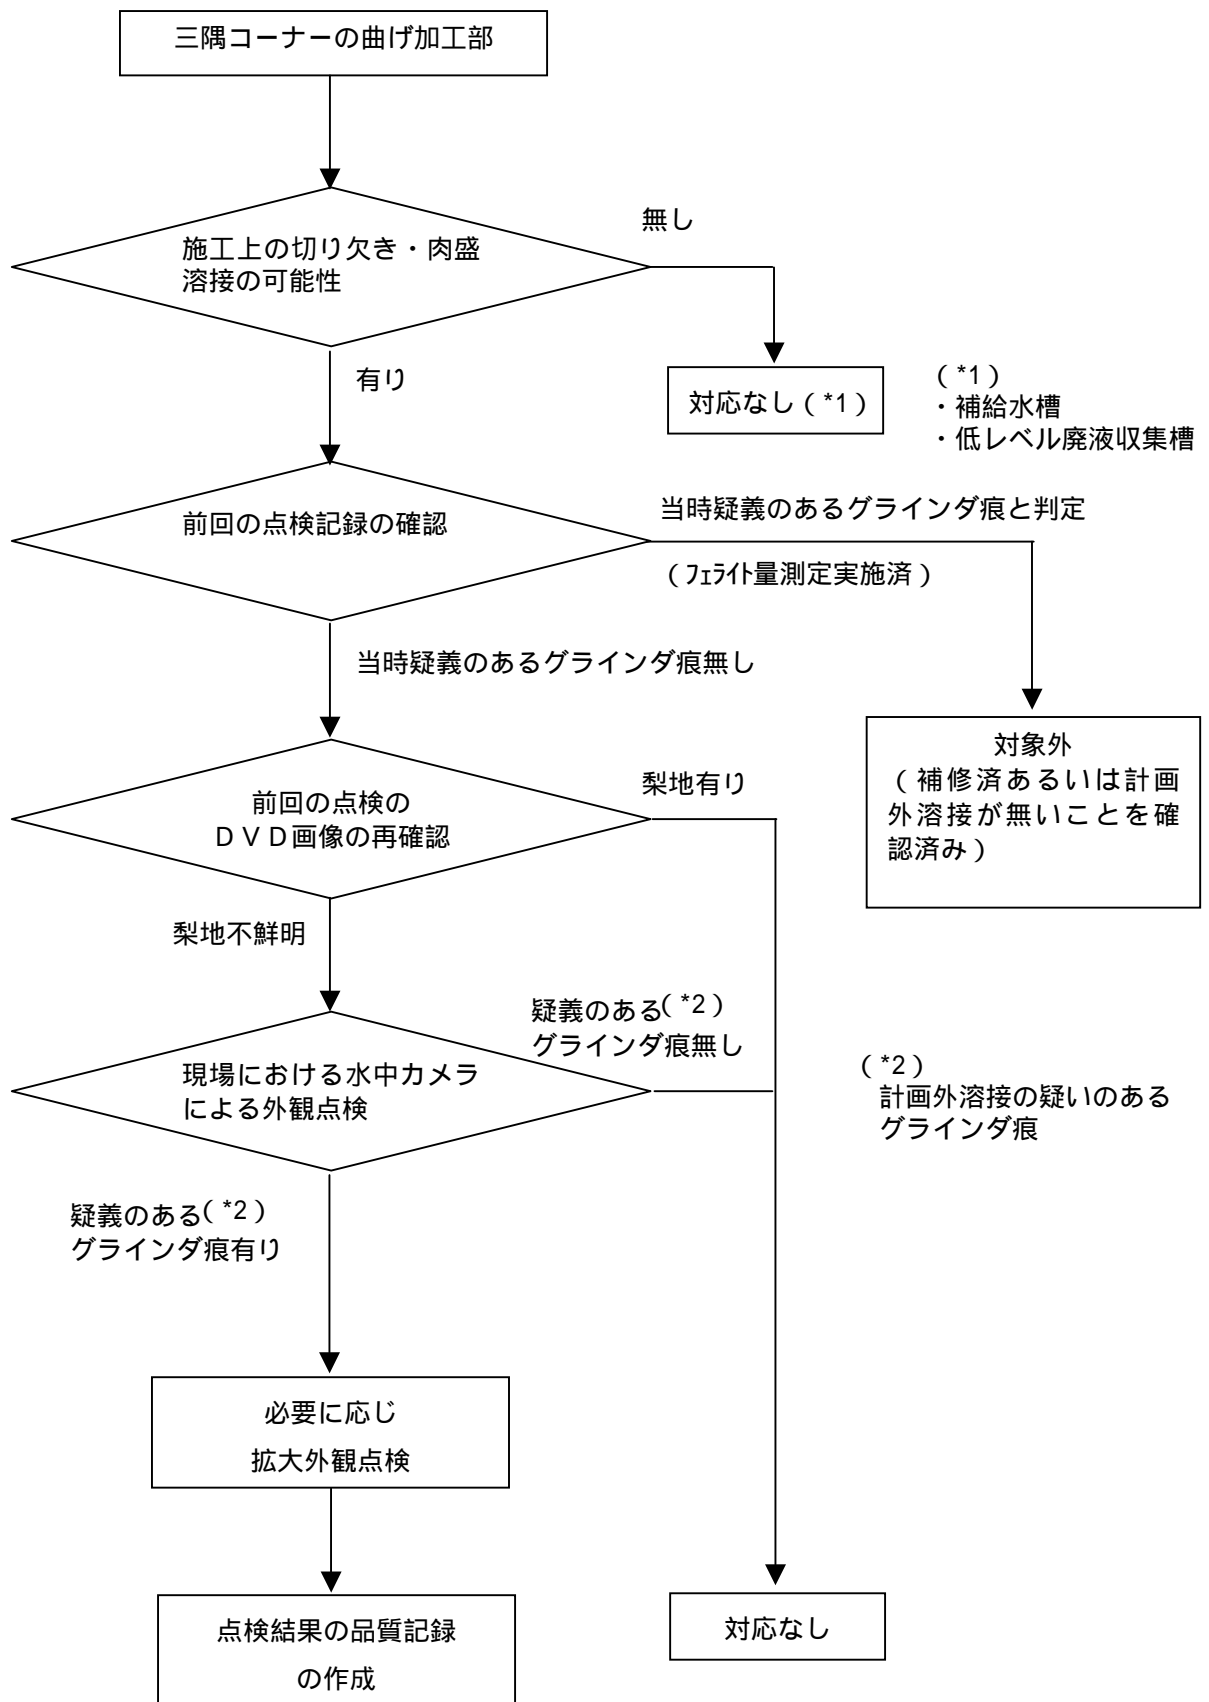 三隅コーナーの曲げ加工部
無し
施工上の切り欠き・肉盛
溶接の可能性
有り
対応なし（*1）
（*1）
・補給水槽
・低レベル廃液収集槽
当時疑義のあるグラインダ痕と判定
前回の点検記録の確認
（ﾌｪﾗｲﾄ量測定実施済）
当時疑義のあるグラインダ痕無し
対象外
（補修済あるいは計画
外溶接が無いことを確
認済み）
梨地有り
前回の点検の
ＤＶＤ画像の再確認
梨地不鮮明
疑義のある（*2）
グラインダ痕無し
現場における水中カメラ
による外観点検
（*2）
計画外溶接の疑いのある
グラインダ痕
疑義のある（*2）
グラインダ痕有り
必要に応じ
拡大外観点検
点検結果の品質記録
の作成
対応なし